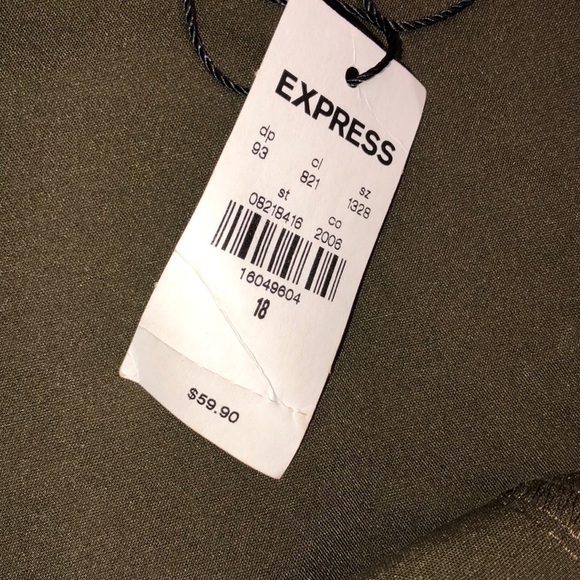 EXPRESS
dp cl sz
93 821 1328
st co
08218416 2006
16049604
18
$59.90